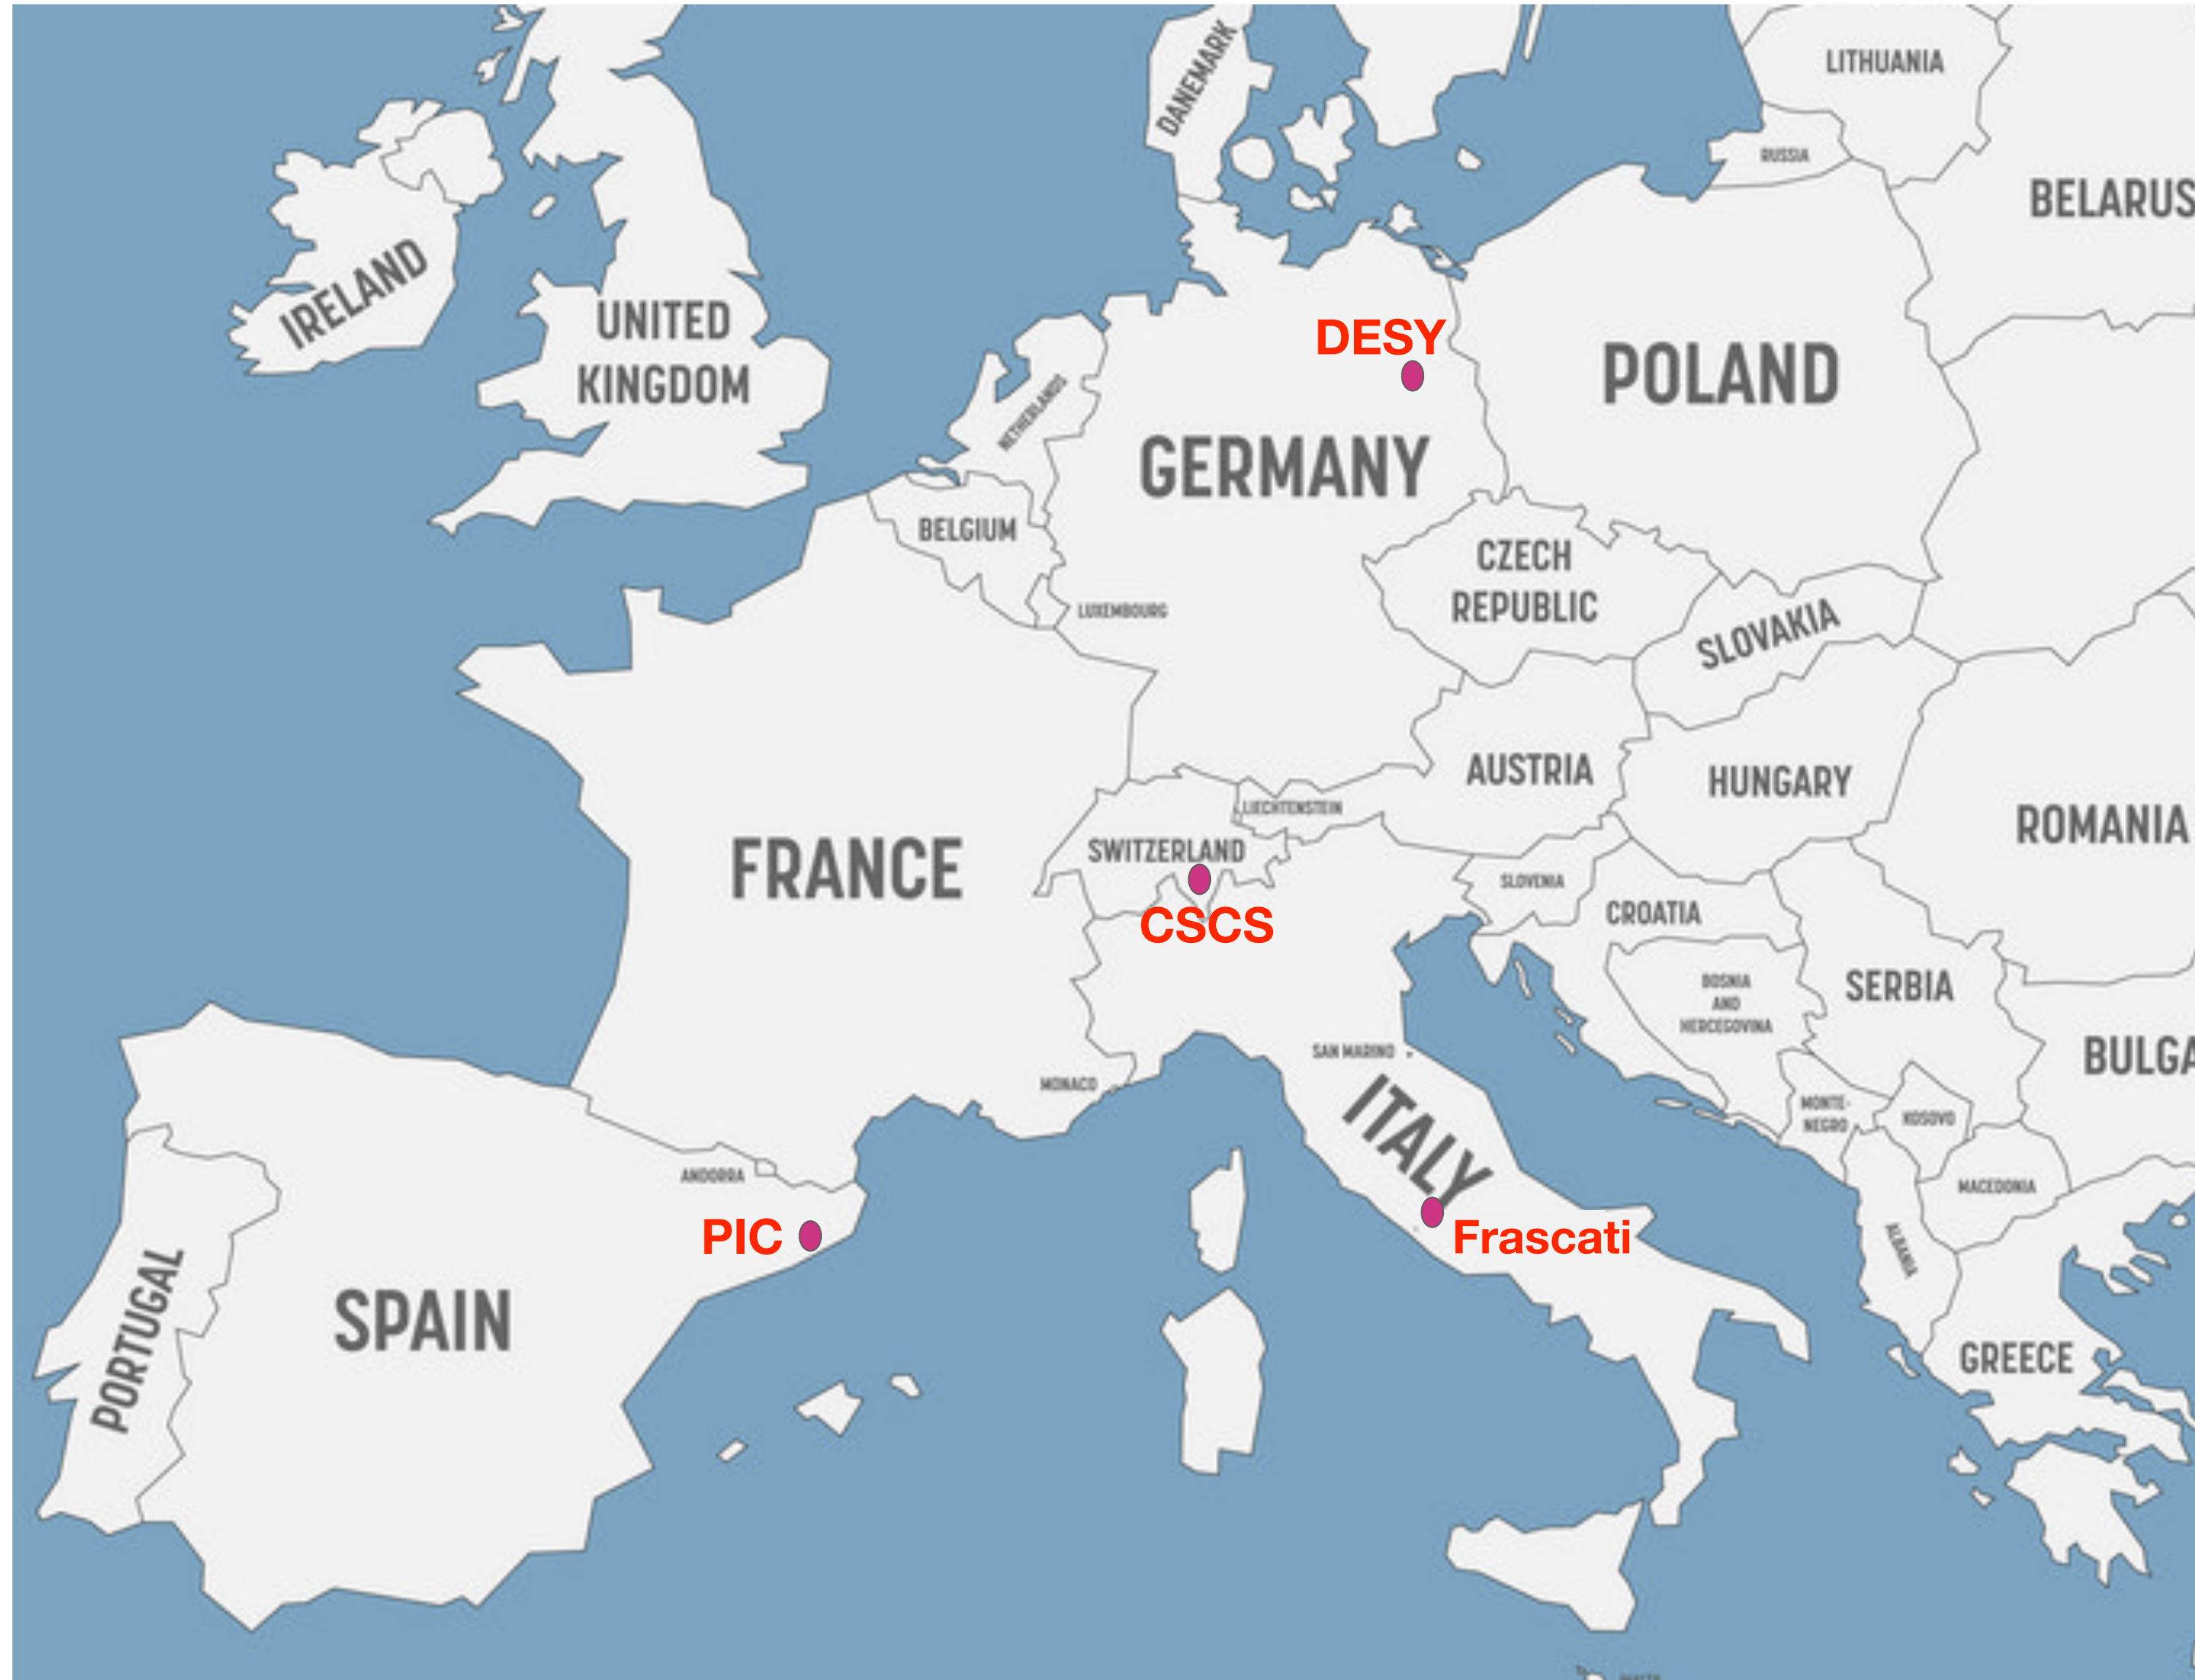 DANEMARK
LITHUANIA
RUSSIA
BELARUS
IRELAND
UNITED
KINGDOM
DESY
POLAND
NETHERLANDS
GERMANY
BELGIUM
CZECH
REPUBLIC
LUXEMBOURG
SLOVAKIA
AUSTRIA
HUNGARY
LIECHTENSTEIN
ROMANIA
SWITZERLAND
FRANCE
SLOVENIA
CROATIA
CSCS
BOSNIA
AND
HERCEGOVINA
SERBIA
SAN MARINO
BULGA
MONACO
ITALY
MONTE-
NEGRO
KOSOVO
ANDORRA
MACEDONIA
PIC
Frascati
ALBANIA
PORTUGAL
SPAIN
GREECE